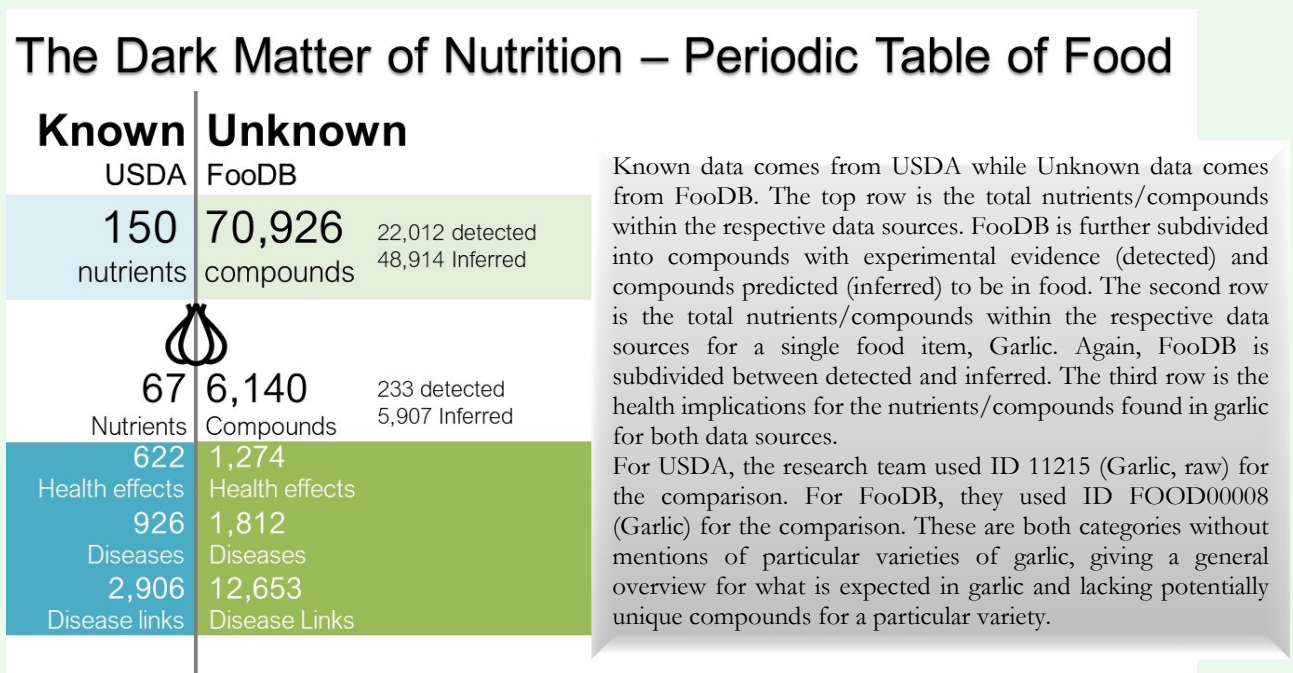 The Dark Matter of Nutrition – Periodic Table of Food
Known Unknown
USDA FooDB
150 70,926
nutrients compounds
22,012 detected
48,914 Inferred
67 6,140
Nutrients Compounds
233 detected
5,907 Inferred
622 1,274
Health effects Health effects
926 1,812
Diseases Diseases
2,906 12,653
Disease links Disease Links
Known data comes from USDA while Unknown data comes
from FooDB. The top row is the total nutrients/compounds
within the respective data sources. FooDB is further subdivided
into compounds with experimental evidence (detected) and
compounds predicted (inferred) to be in food. The second row
is the total nutrients/compounds within the respective data
sources for a single food item, Garlic. Again, FooDB is
subdivided between detected and inferred. The third row is the
health implications for the nutrients/compounds found in garlic
for both data sources.
For USDA, the research team used ID 11215 (Garlic, raw) for
the comparison. For FooDB, they used ID FOOD00008
(Garlic) for the comparison. These are both categories without
mentions of particular varieties of garlic, giving a general
overview for what is expected in garlic and lacking potentially
unique compounds for a particular variety.